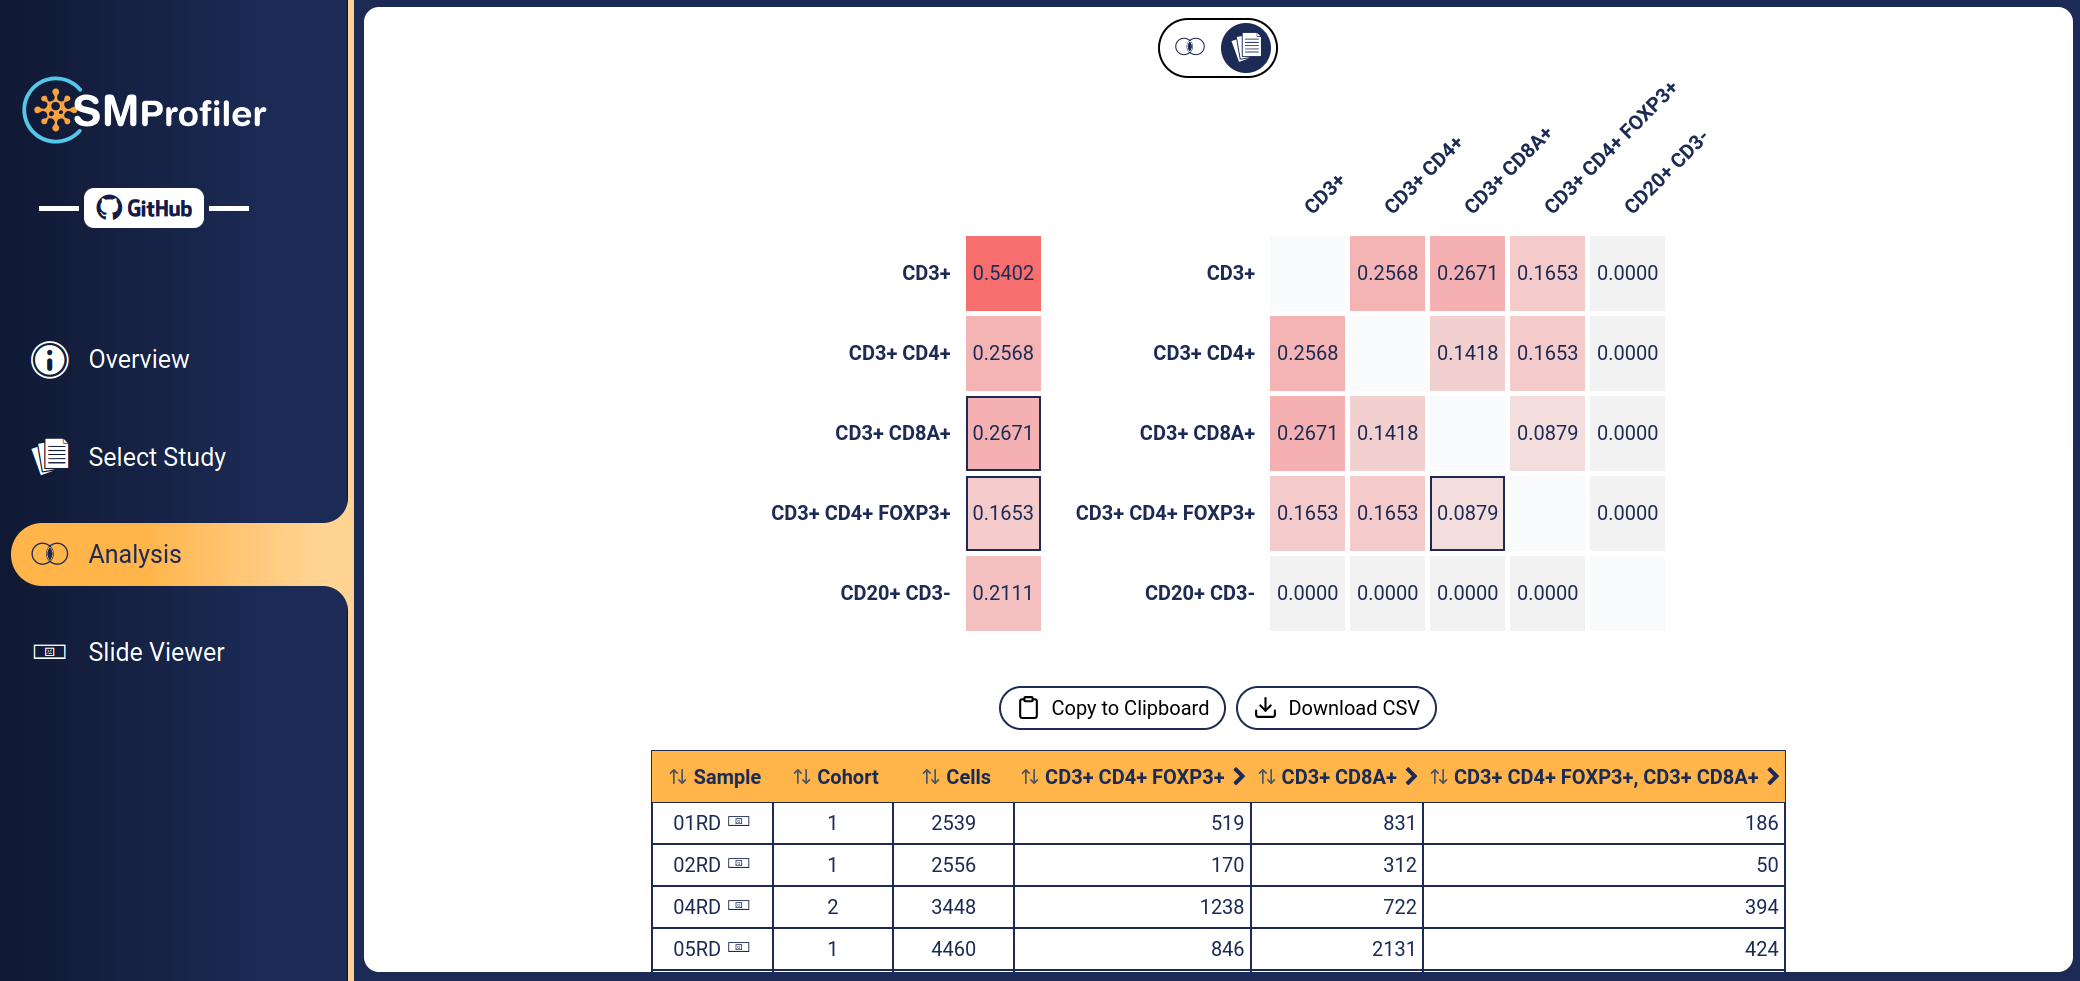 SMProfiler
GitHub
Overview
Select Study
Analysis
Slide Viewer
CD3+ CD3+ CD4+ CD3+ CD8A+ CD3+ CD4+ FOXP3+ CD20+ CD3-
CD3+ 0.5402 CD3+ 0.2568 0.2671 0.1653 0.0000
CD3+ CD4+ 0.2568 CD3+ CD4+ 0.2568 0.1418 0.1653 0.0000
CD3+ CD8A+ 0.2671 CD3+ CD8A+ 0.2671 0.1418 0.0879 0.0000
CD3+ CD4+ FOXP3+ 0.1653 CD3+ CD4+ FOXP3+ 0.1653 0.1653 0.0879 0.0000
CD20+ CD3- 0.2111 CD20+ CD3- 0.0000 0.0000 0.0000 0.0000
Copy to Clipboard Download CSV
Sample Cohort Cells CD3+ CD4+ FOXP3+ CD3+ CD8A+ CD3+ CD4+ FOXP3+, CD3+ CD8A+
01RD 1 2539 519 831 186
02RD 1 2556 170 312 50
04RD 2 3448 1238 722 394
05RD 1 4460 846 2131 424